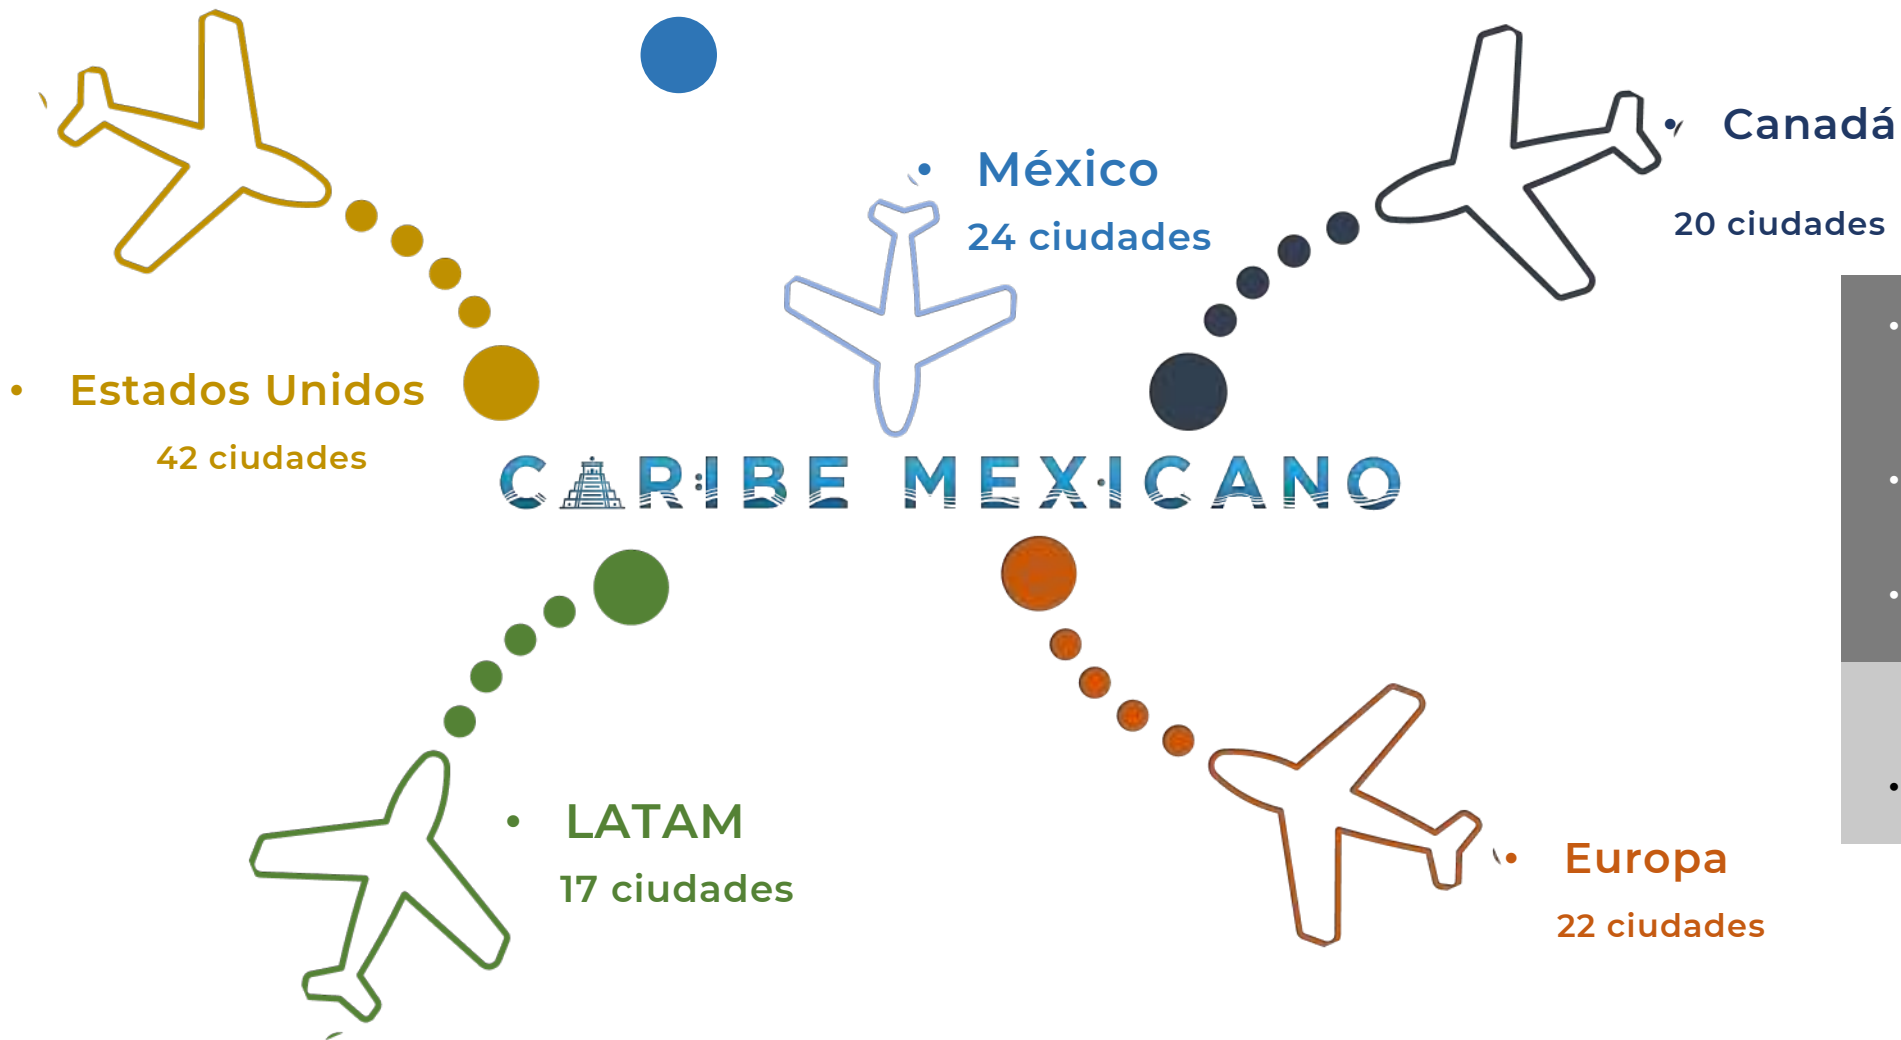 • México
24 ciudades
• Canadá
20 ciudades
• Estados Unidos
42 ciudades
CARIBE MEXICANO
• LATAM
17 ciudades
• Europa
22 ciudades